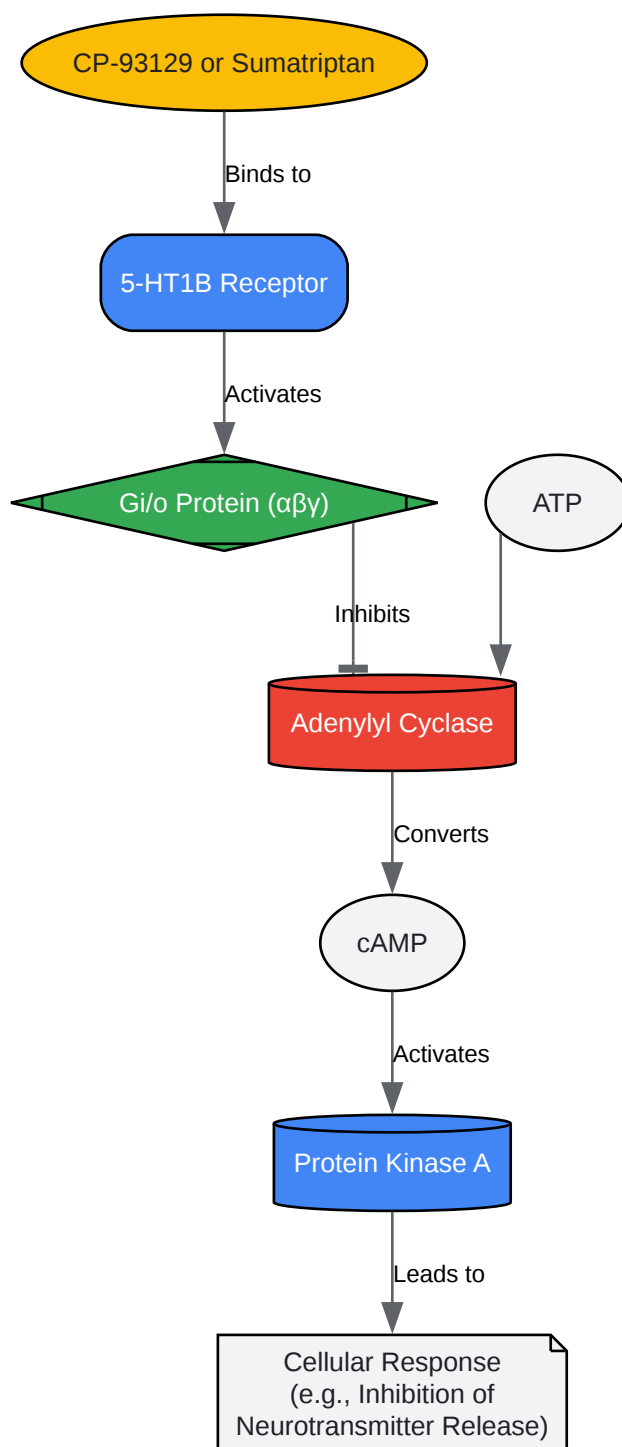 CP-93129 or Sumatriptan
Binds to
5-HT1B Receptor
Activates
Gi/o Protein (αβγ)
ATP
Inhibits
Adenylyl Cyclase
Converts
cAMP
Activates
Protein Kinase A
Leads to
Cellular Response
(e.g., Inhibition of
Neurotransmitter Release)